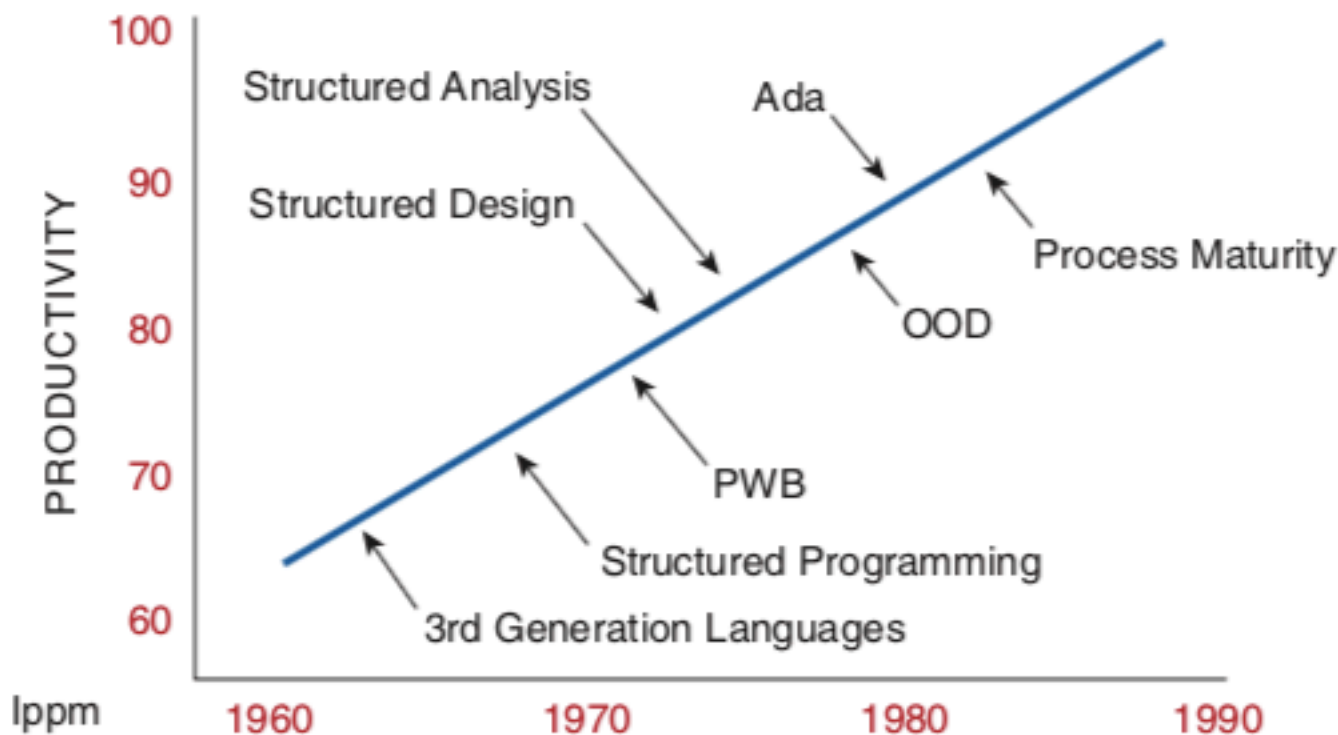 100
Structured Analysis
Ada
90
Structured Design
Process Maturity
80
OOD
PRODUCTIVITY
70
PWB
Structured Programming
60
3rd Generation Languages
lppm
1960
1970
1980
1990